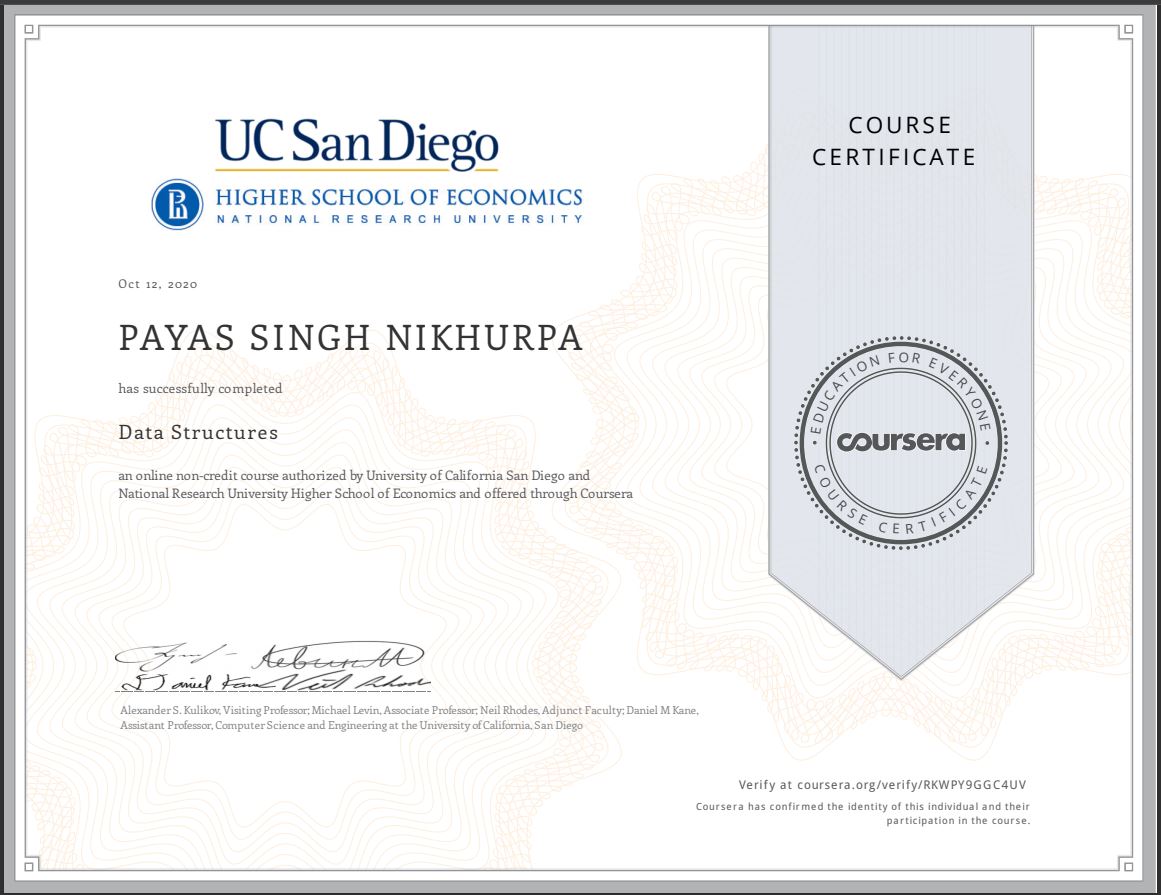 UC San Diego
HIGHER SCHOOL OF ECONOMICS
NATIONAL RESEARCH UNIVERSITY
Oct 12, 2020
PAYAS SINGH NIKHURPA
has successfully completed
Data Structures
an online non-credit course authorized by University of California San Diego and
National Research University Higher School of Economics and offered through Coursera
Alexander S. Kulikov, Visiting Professor; Michael Levin, Associate Professor; Neil Rhodes, Adjunct Faculty; Daniel M Kane,
Assistant Professor, Computer Science and Engineering at the University of California, San Diego
COURSE
CERTIFICATE
EDUCATION FOR EVERYONE
coursera
COURSE CERTIFICATE
Verify at coursera.org/verify/RKWPY9GGC4UV
Coursera has confirmed the identity of this individual and their
participation in the course.